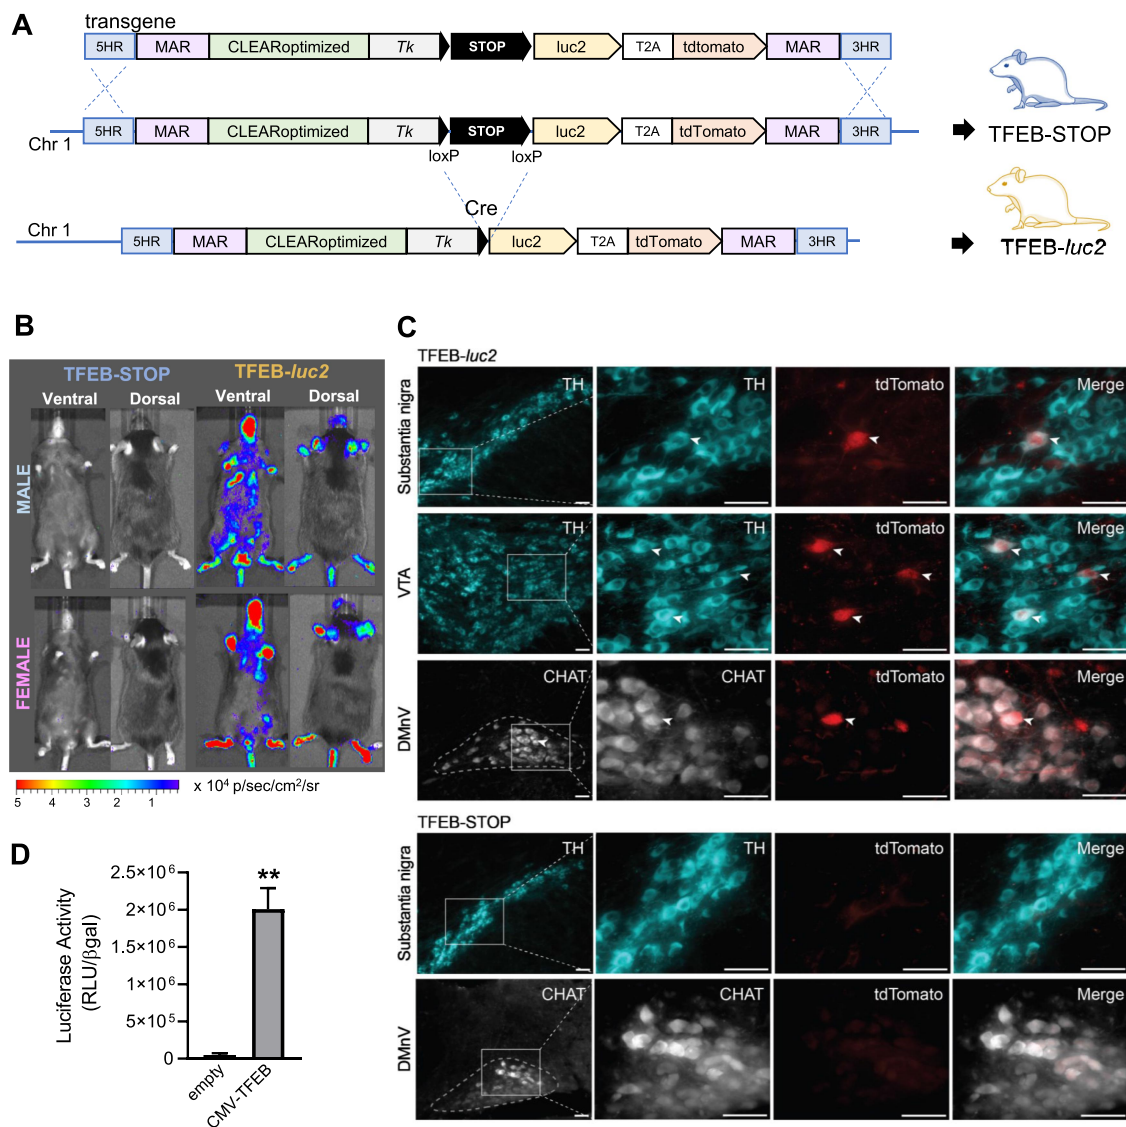 A
transgene
5HR MAR CLEARoptimized Tk STOP luc2 T2A tdtomato MAR 3HR
Chr 1 5HR MAR CLEARoptimized Tk STOP luc2 T2A tdTomato MAR 3HR
loxP loxP
TFEB-STOP
Cre
Chr 1 5HR MAR CLEARoptimized Tk luc2 T2A tdTomato MAR 3HR
TFEB-luc2
B
TFEB-STOP TFEB-luc2
Ventral Dorsal Ventral Dorsal
MALE
FEMALE
5 4 3 2 1 x 10⁴ p/sec/cm²/sr
C
TFEB-luc2
Substantia nigra TH TH tdTomato Merge
VTA TH TH tdTomato Merge
DMnV CHAT CHAT tdTomato Merge
TFEB-STOP
Substantia nigra TH TH tdTomato Merge
DMnV CHAT CHAT tdTomato Merge
D
Luciferase Activity
(RLU/βgal)
2.5×10⁶
2×10⁶
1.5×10⁶
1×10⁶
5×10⁵
0
**
empty
CMV-TFEB